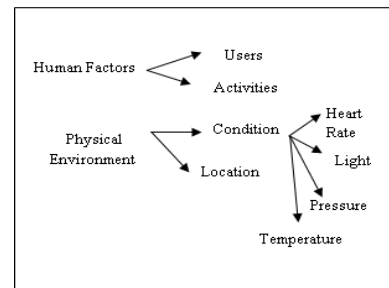 Users
Human Factors
Activities
Heart
Rate
Condition
Physical
Environment
Light
Location
Pressure
Temperature